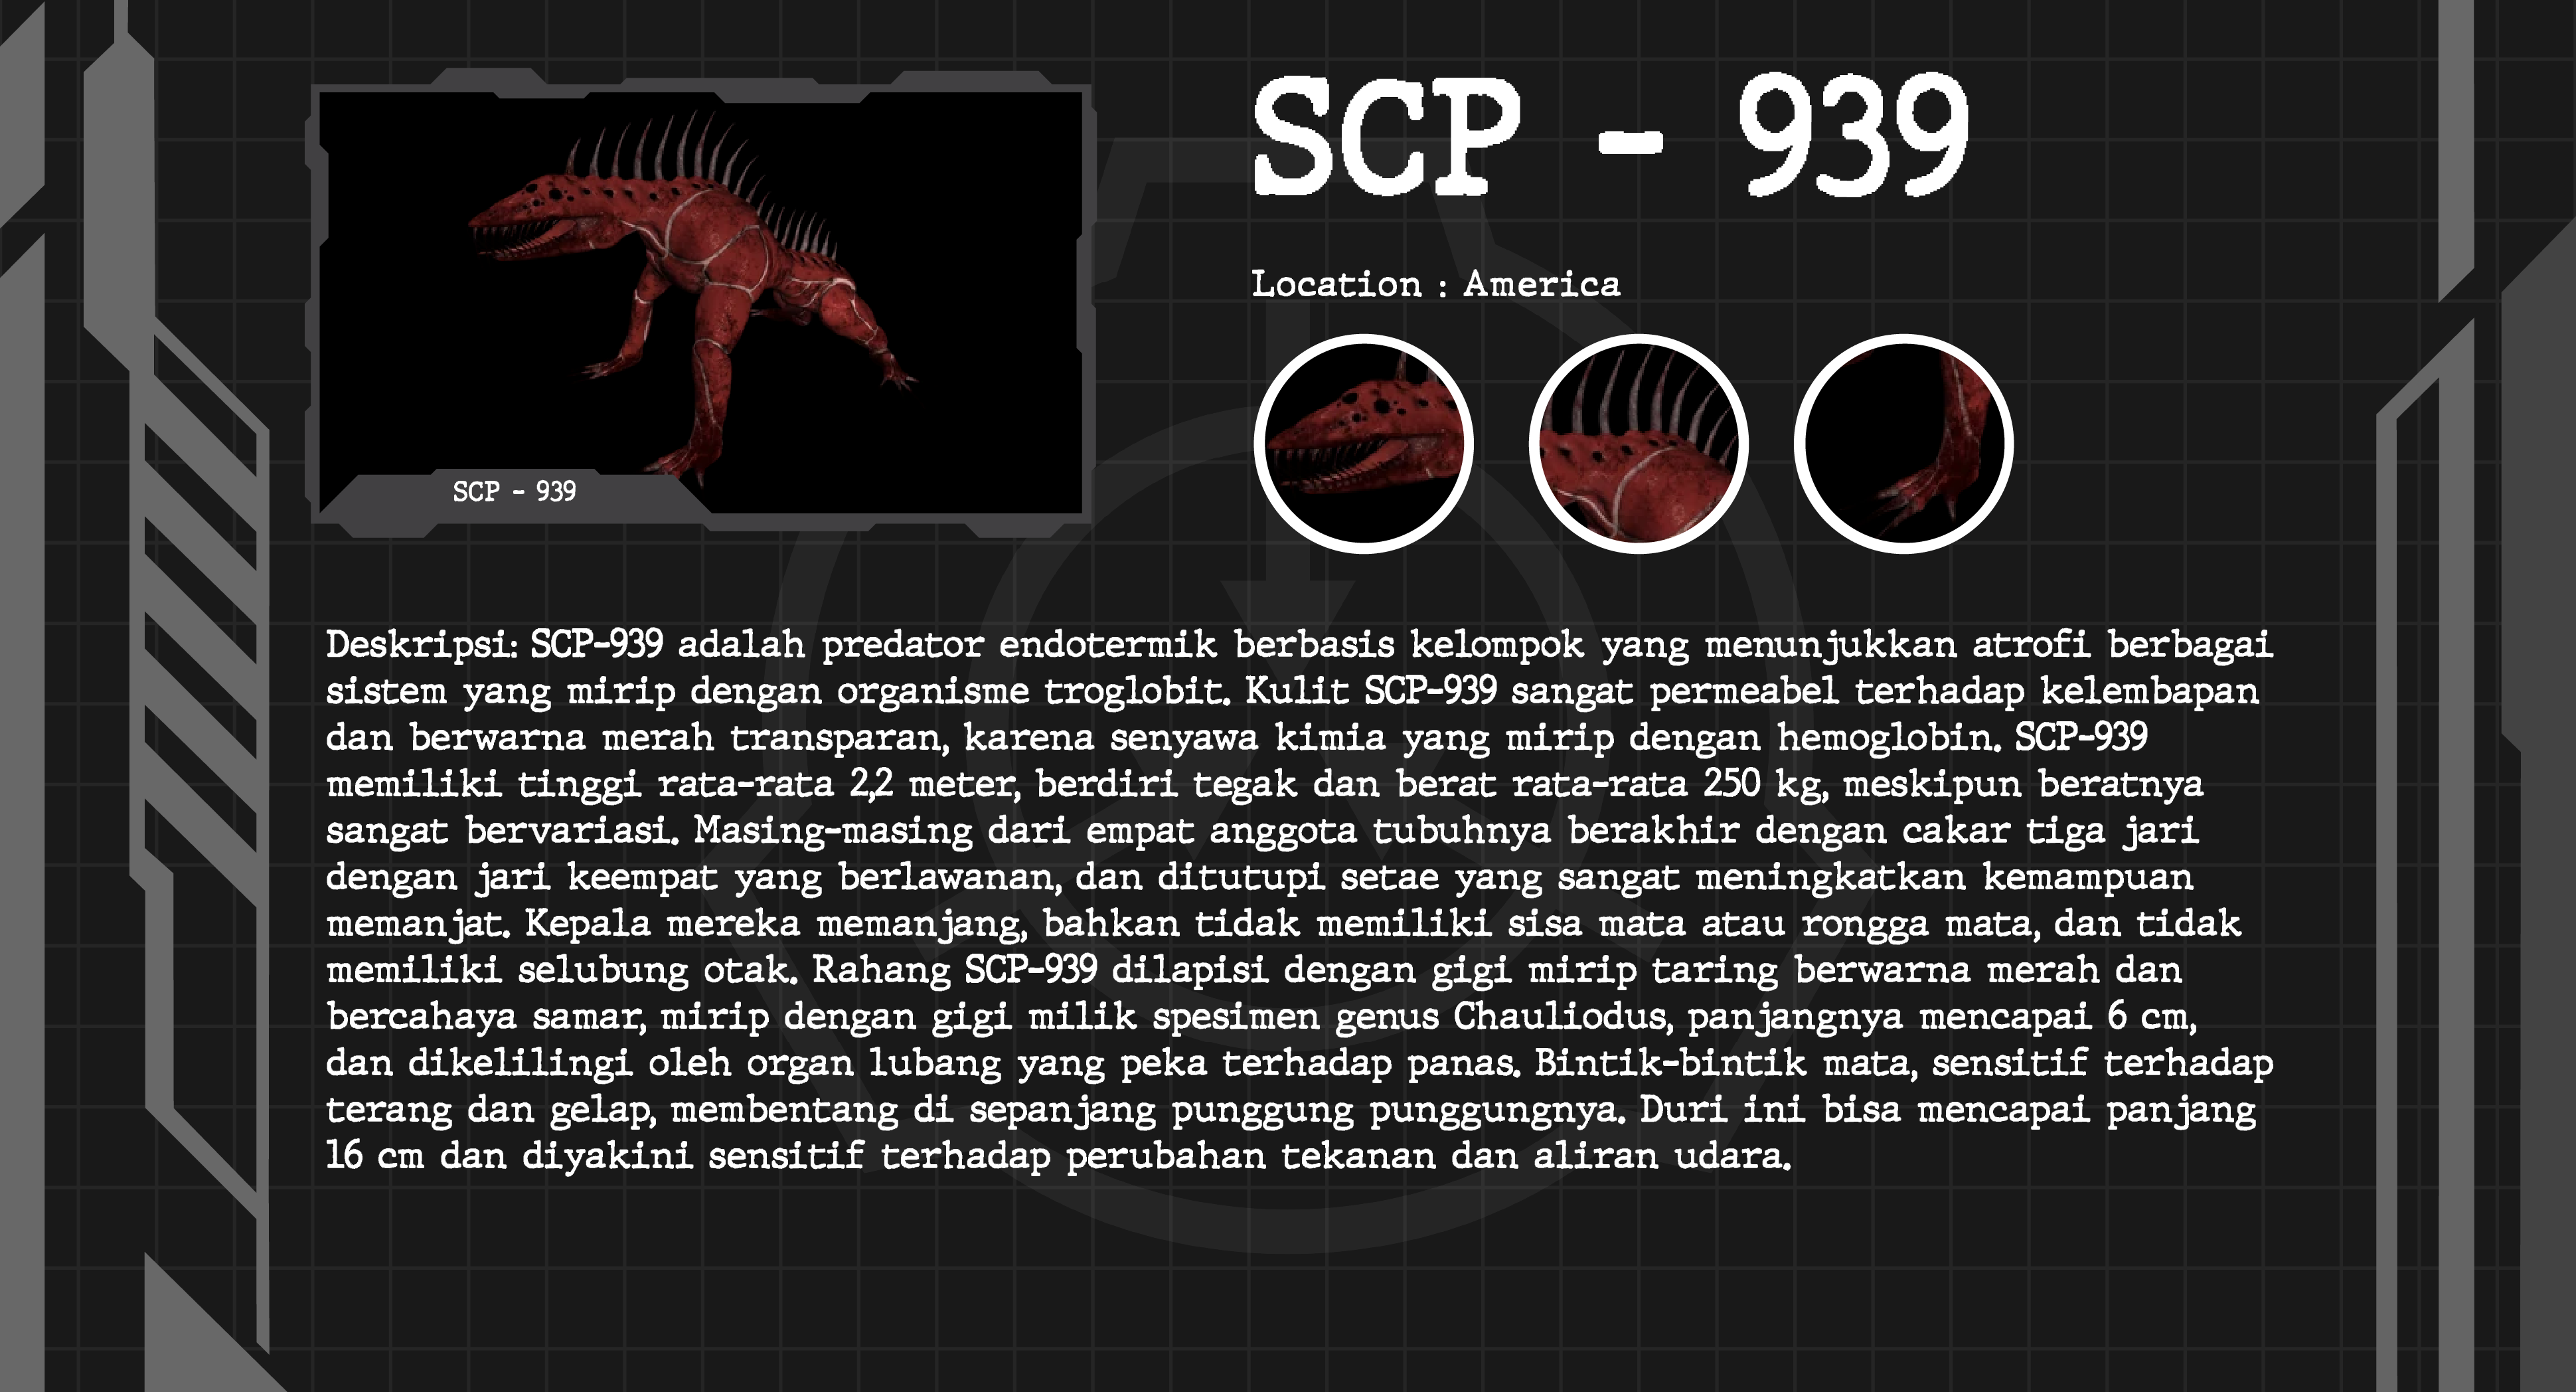 SCP - 939
Location : America
SCP - 939
Deskripsi: SCP-939 adalah predator endotermik berbasis kelompok yang menunjukkan atrofi berbagai
sistem yang mirip dengan organisme troglobit. Kulit SCP-939 sangat permeabel terhadap kelembapan
dan berwarna merah transparan, karena senyawa kimia yang mirip dengan hemoglobin. SCP-939
memiliki tinggi rata-rata 2,2 meter, berdiri tegak dan berat rata-rata 250 kg, meskipun beratnya
sangat bervariasi. Masing-masing dari empat anggota tubuhnya berakhir dengan cakar tiga jari
dengan jari keempat yang berlawanan, dan ditutupi setae yang sangat meningkatkan kemampuan
memanjat. Kepala mereka memanjang, bahkan tidak memiliki sisa mata atau rongga mata, dan tidak
memiliki selubung otak. Rahang SCP-939 dilapisi dengan gigi mirip taring berwarna merah dan
bercahaya samar, mirip dengan gigi milik spesimen genus Chauliodus, panjangnya mencapai 6 cm,
dan dikelilingi oleh organ lubang yang peka terhadap panas. Bintik-bintik mata, sensitif terhadap
terang dan gelap, membentang di sepanjang punggung punggungnya. Duri ini bisa mencapai panjang
16 cm dan diyakini sensitif terhadap perubahan tekanan dan aliran udara.